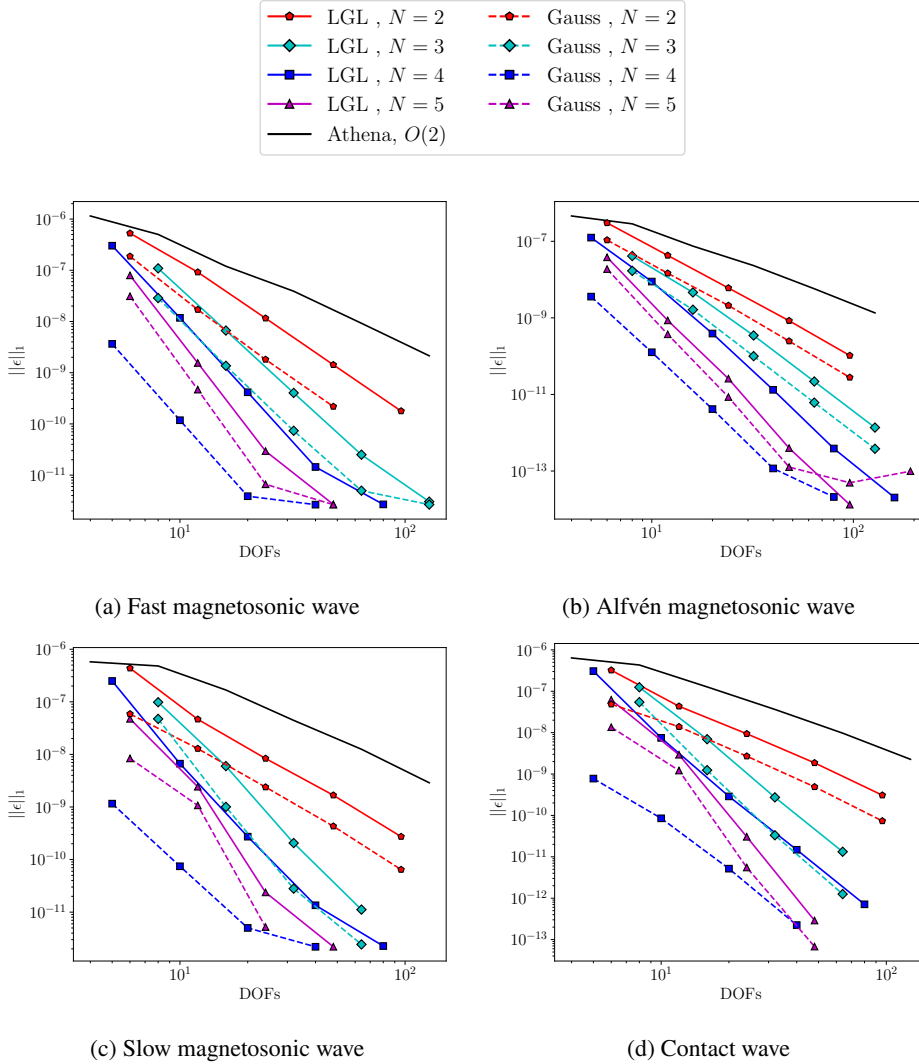 LGL , N = 2
LGL , N = 3
LGL , N = 4
LGL , N = 5
Athena, O(2)
Gauss , N = 2
Gauss , N = 3
Gauss , N = 4
Gauss , N = 5
10⁻⁶
10⁻⁷
10⁻⁸
10⁻⁹
10⁻¹⁰
10⁻¹¹
||ϵ||₁
10¹
10²
DOFs
(a) Fast magnetosonic wave
10⁻⁷
10⁻⁹
10⁻¹¹
10⁻¹³
||ϵ||₁
10¹
10²
DOFs
(b) Alfvén magnetosonic wave
10⁻⁶
10⁻⁷
10⁻⁸
10⁻⁹
10⁻¹⁰
10⁻¹¹
||ϵ||₁
10¹
10²
DOFs
(c) Slow magnetosonic wave
10⁻⁶
10⁻⁷
10⁻⁸
10⁻⁹
10⁻¹⁰
10⁻¹¹
10⁻¹²
10⁻¹³
||ϵ||₁
10¹
10²
DOFs
(d) Contact wave